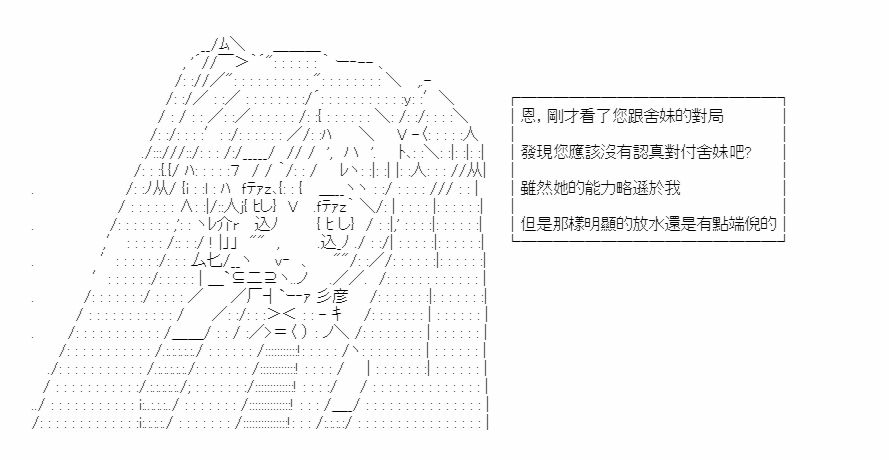 恩，剛才看了您跟舍妹的對局
發現您應該沒有認真對付舍妹吧?
雖然她的能力略遜於我
但是那樣明顯的放水還是有點端倪的